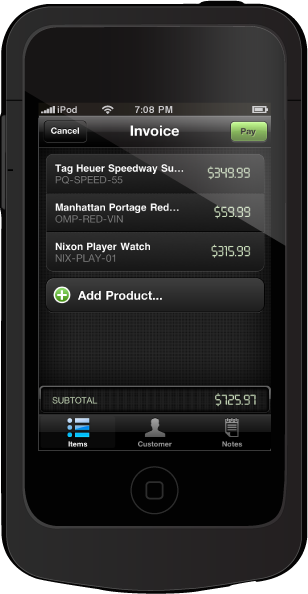 iPod 7:08 PM
Cancel Invoice Pay
Tag Heuer Speedway Su... $349.99
PQ-SPEED-55
Manhattan Portage Red... $59.99
OMP-RED-VIN
Nixon Player Watch $315.99
NIX-PLAY-01
Add Product...
SUBTOTAL $725.97
Items Customer Notes